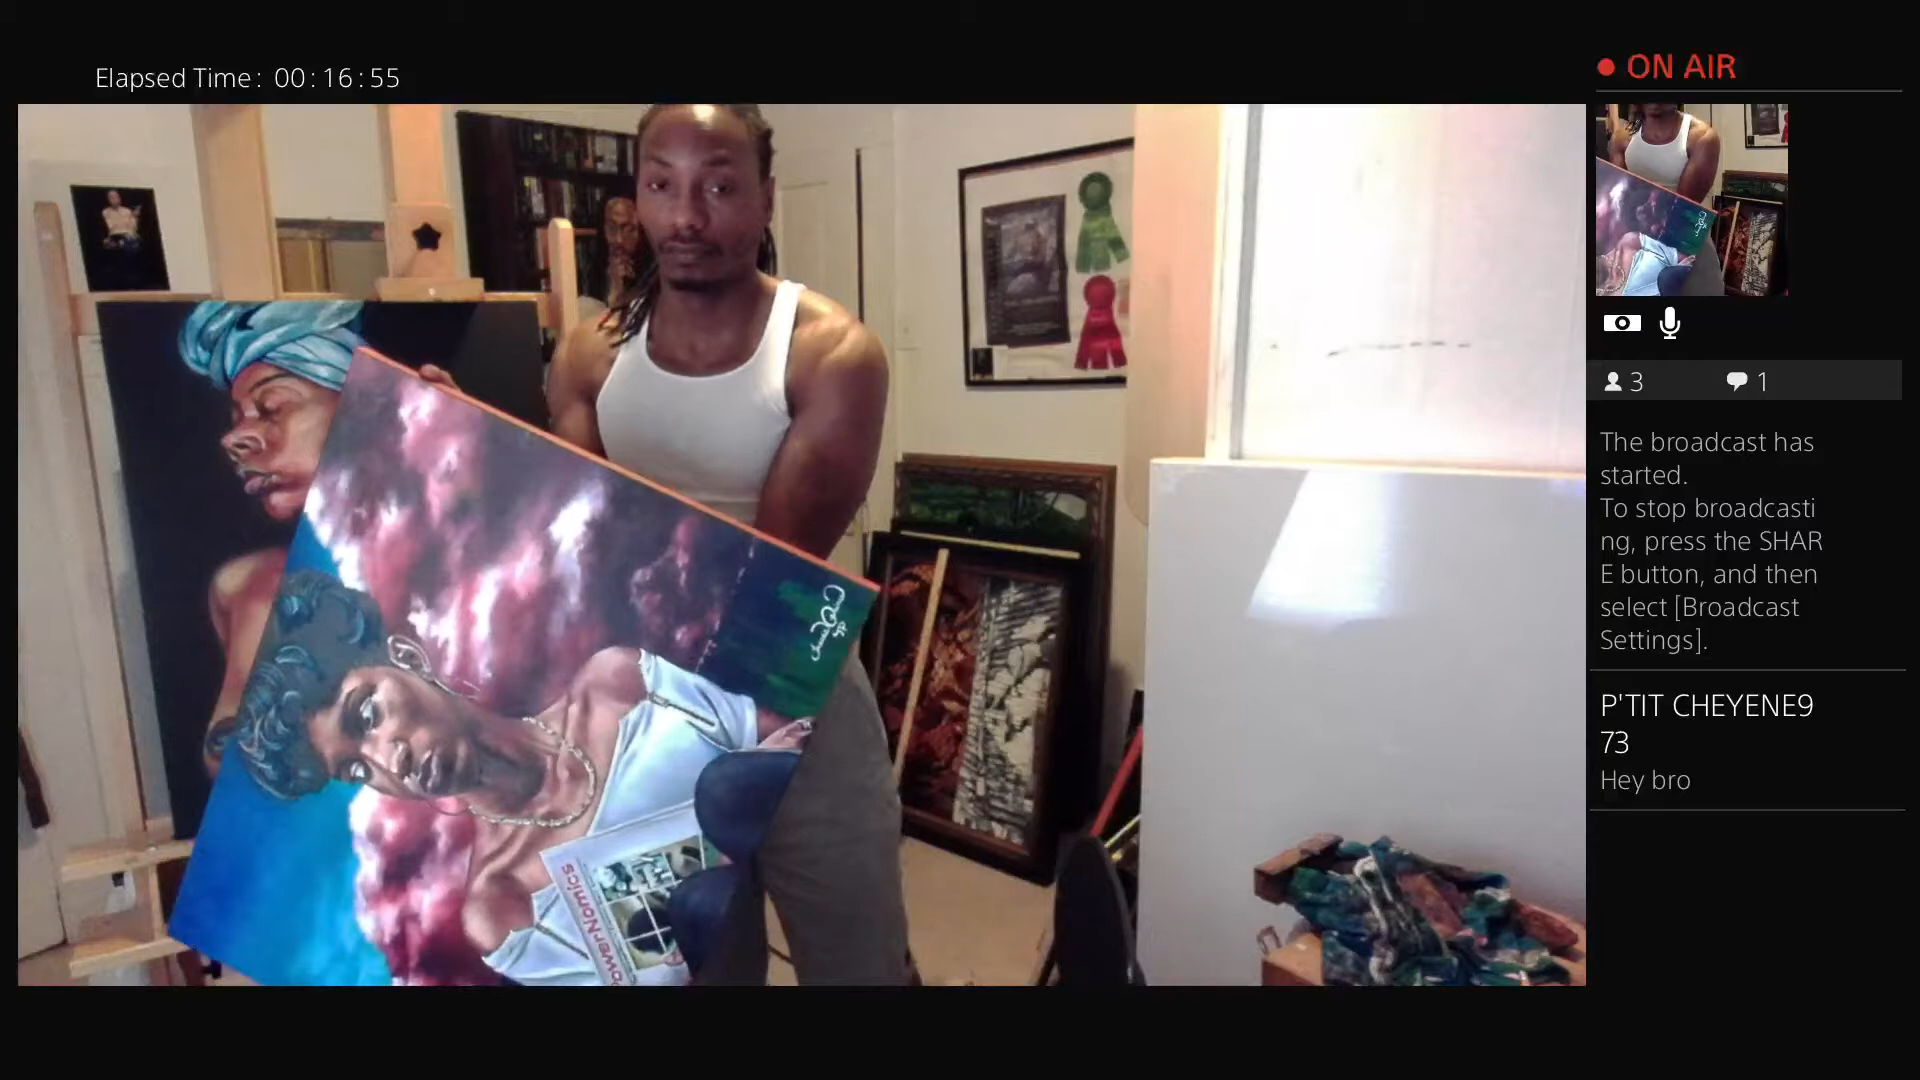 Elapsed Time: 00:16:55
ON AIR
3
1
The broadcast has
started.
To stop broadcasti
ng, press the SHAR
E button, and then
select [Broadcast
Settings].
P'TIT CHEYENE9
73
Hey bro
PowerNomics